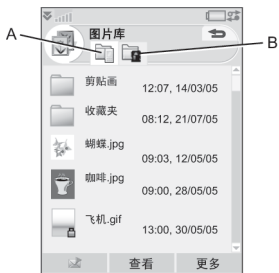 图片库
A
B
剪贴画
12:07, 14/03/05
收藏夹
08:12, 21/07/05
蝴蝶.jpg
09:03, 12/05/05
咖啡.jpg
09:00, 28/05/05
飞机.gif
13:00, 30/05/05
查看 更多